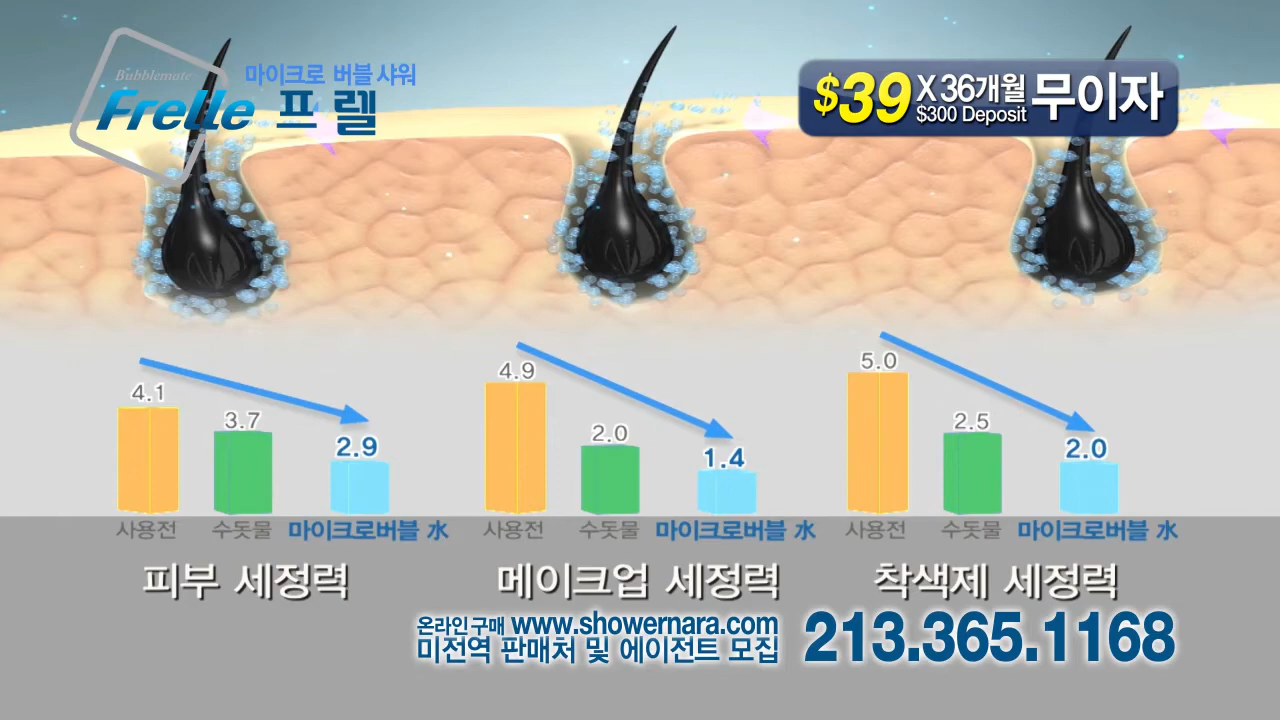 Bubblemate
Frelle 프렐
마이크로 버블 샤워
$39 X 36개월 무이자
$300 Deposit
4.1 3.7 2.9
사용전 수돗물 마이크로버블 水
피부 세정력
4.9 2.0 1.4
사용전 수돗물 마이크로버블 水
메이크업 세정력
5.0 2.5 2.0
사용전 수돗물 마이크로버블 水
착색제 세정력
온라인구매 www.showernara.com
미전역 판매처 및 에이전트 모집
213.365.1168